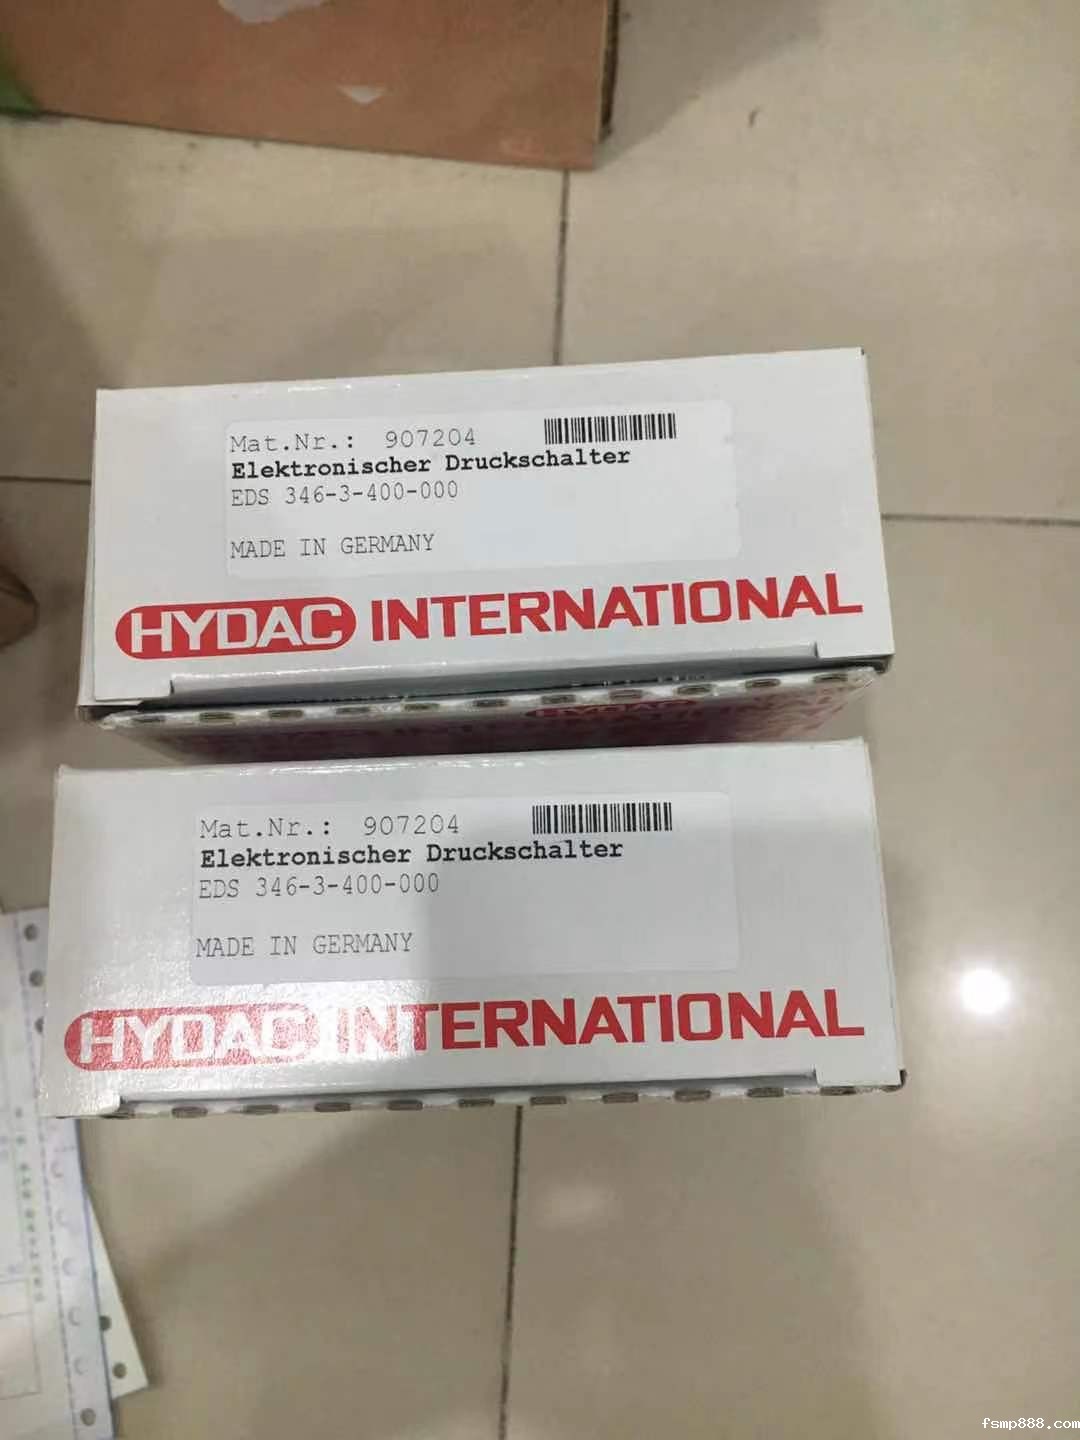 Mat.Nr.: 907204
Elektronischer Druckschalter
EDS 346-3-400-000
MADE IN GERMANY
HYDAC INTERNATIONAL
HYDAC
Mat.Nr.: 907204
Elektronischer Druckschalter
EDS 346-3-400-000
MADE IN GERMANY
HYDAC INTERNATIONAL
fsmp888.com